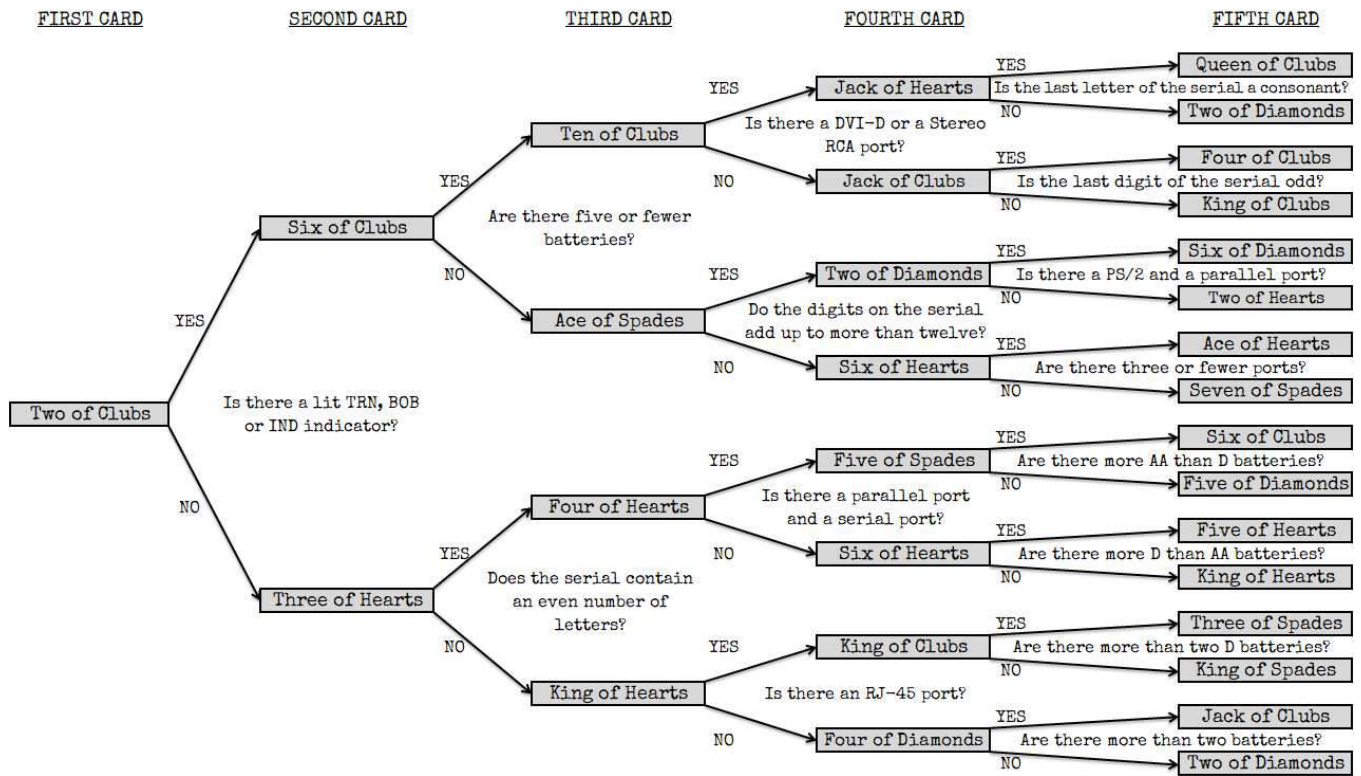 FIRST CARD
SECOND CARD
THIRD CARD
FOURTH CARD
FIFTH CARD
Two of Clubs
YES
NO
Is there a lit TRN, BOB
or IND indicator?
Six of Clubs
YES
NO
Are there five or fewer
batteries?
Three of Hearts
YES
NO
Does the serial contain
an even number of
letters?
Ten of Clubs
YES
NO
Is there a DVI-D or a Stereo
RCA port?
Ace of Spades
YES
NO
Do the digits on the serial
add up to more than twelve?
Four of Hearts
YES
NO
Is there a parallel port
and a serial port?
King of Hearts
YES
NO
Is there an RJ-45 port?
Jack of Hearts
YES
Is the last letter of the serial a consonant?
NO
Queen of Clubs
Two of Diamonds
Jack of Clubs
YES
Is the last digit of the serial odd?
NO
Four of Clubs
King of Clubs
Two of Diamonds
YES
Is there a PS/2 and a parallel port?
NO
Six of Diamonds
Two of Hearts
Six of Hearts
YES
Are there three or fewer ports?
NO
Ace of Hearts
Seven of Spades
Five of Spades
YES
Are there more AA than D batteries?
NO
Six of Clubs
Five of Diamonds
Six of Hearts
YES
Are there more D than AA batteries?
NO
Five of Hearts
King of Hearts
King of Clubs
YES
Are there more than two D batteries?
NO
Three of Spades
King of Spades
Four of Diamonds
YES
Are there more than two batteries?
NO
Jack of Clubs
Two of Diamonds